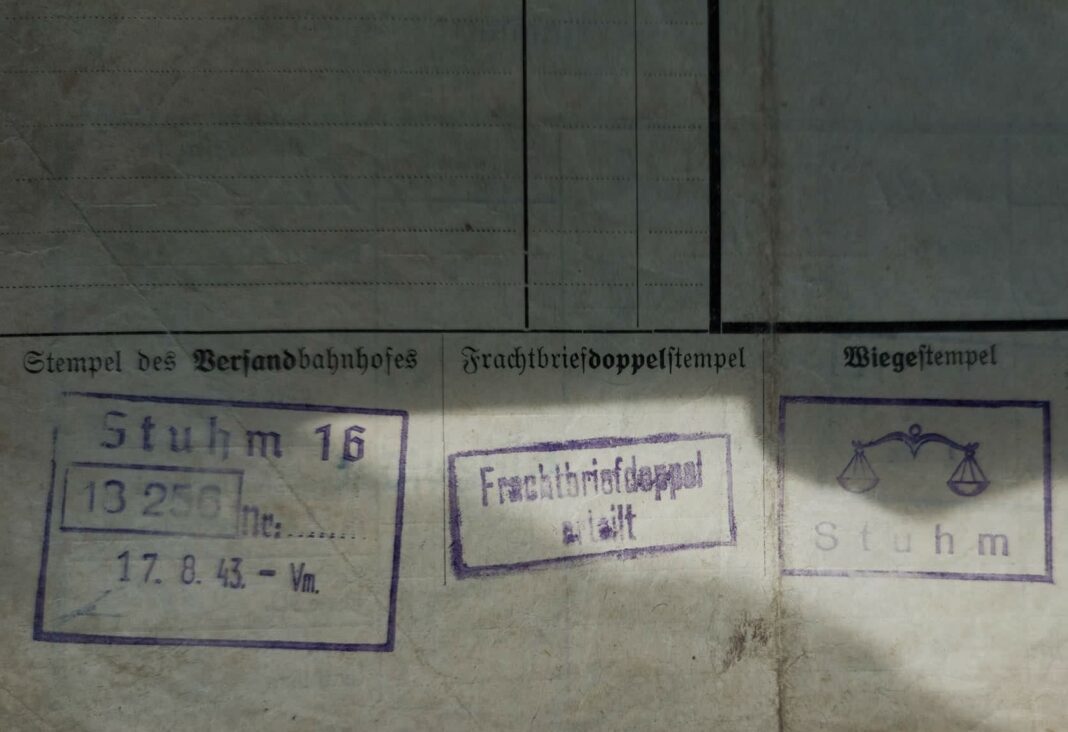 Stempel des Versandbahnhofes
Frachtbriefdoppelstempel
Wiegestempel
Stuhm 16
13 256
Nr:........
17. 8. 43. - Vm.
Frachtbriefdoppel
erteilt
Stuhm